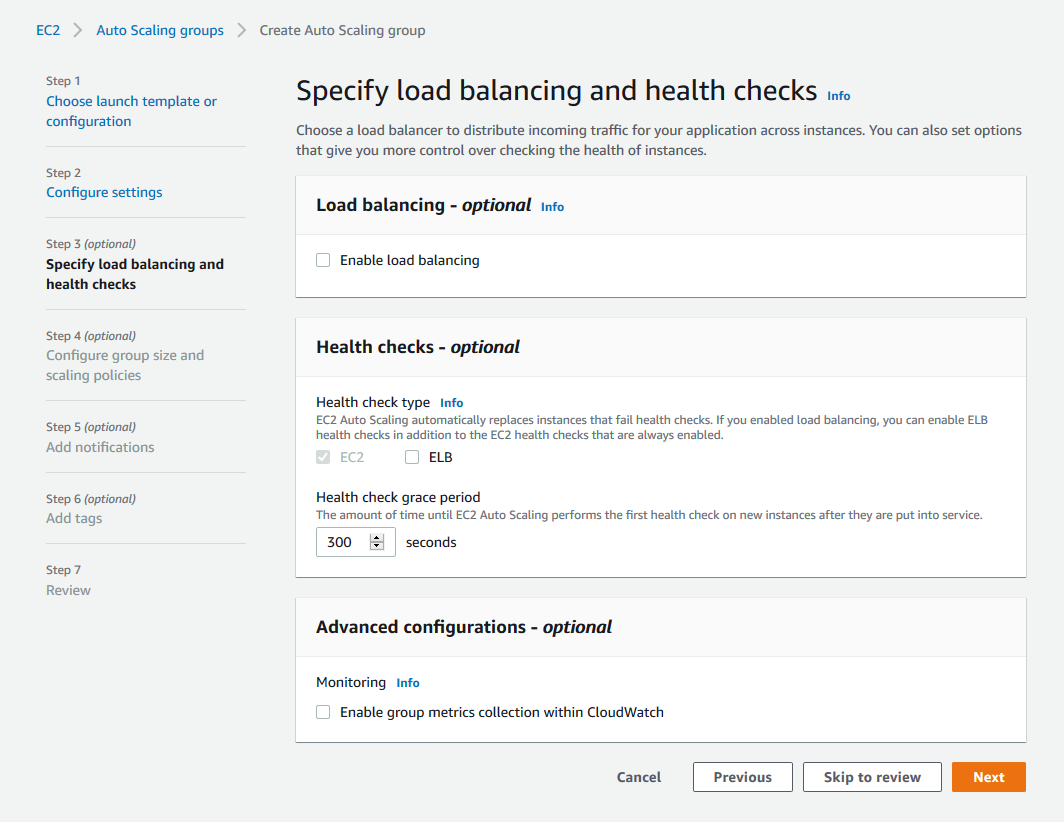 EC2 > Auto Scaling groups > Create Auto Scaling group
Step 1
Choose launch template or
configuration
Step 2
Configure settings
Step 3 (optional)
Specify load balancing and
health checks
Step 4 (optional)
Configure group size and
scaling policies
Step 5 (optional)
Add notifications
Step 6 (optional)
Add tags
Step 7
Review
Specify load balancing and health checks Info
Choose a load balancer to distribute incoming traffic for your application across instances. You can also set options
that give you more control over checking the health of instances.
Load balancing - optional Info
Enable load balancing
Health checks - optional
Health check type Info
EC2 Auto Scaling automatically replaces instances that fail health checks. If you enabled load balancing, you can enable ELB
health checks in addition to the EC2 health checks that are always enabled.
EC2 ELB
Health check grace period
The amount of time until EC2 Auto Scaling performs the first health check on new instances after they are put into service.
300 seconds
Advanced configurations - optional
Monitoring Info
Enable group metrics collection within CloudWatch
Cancel Previous Skip to review Next